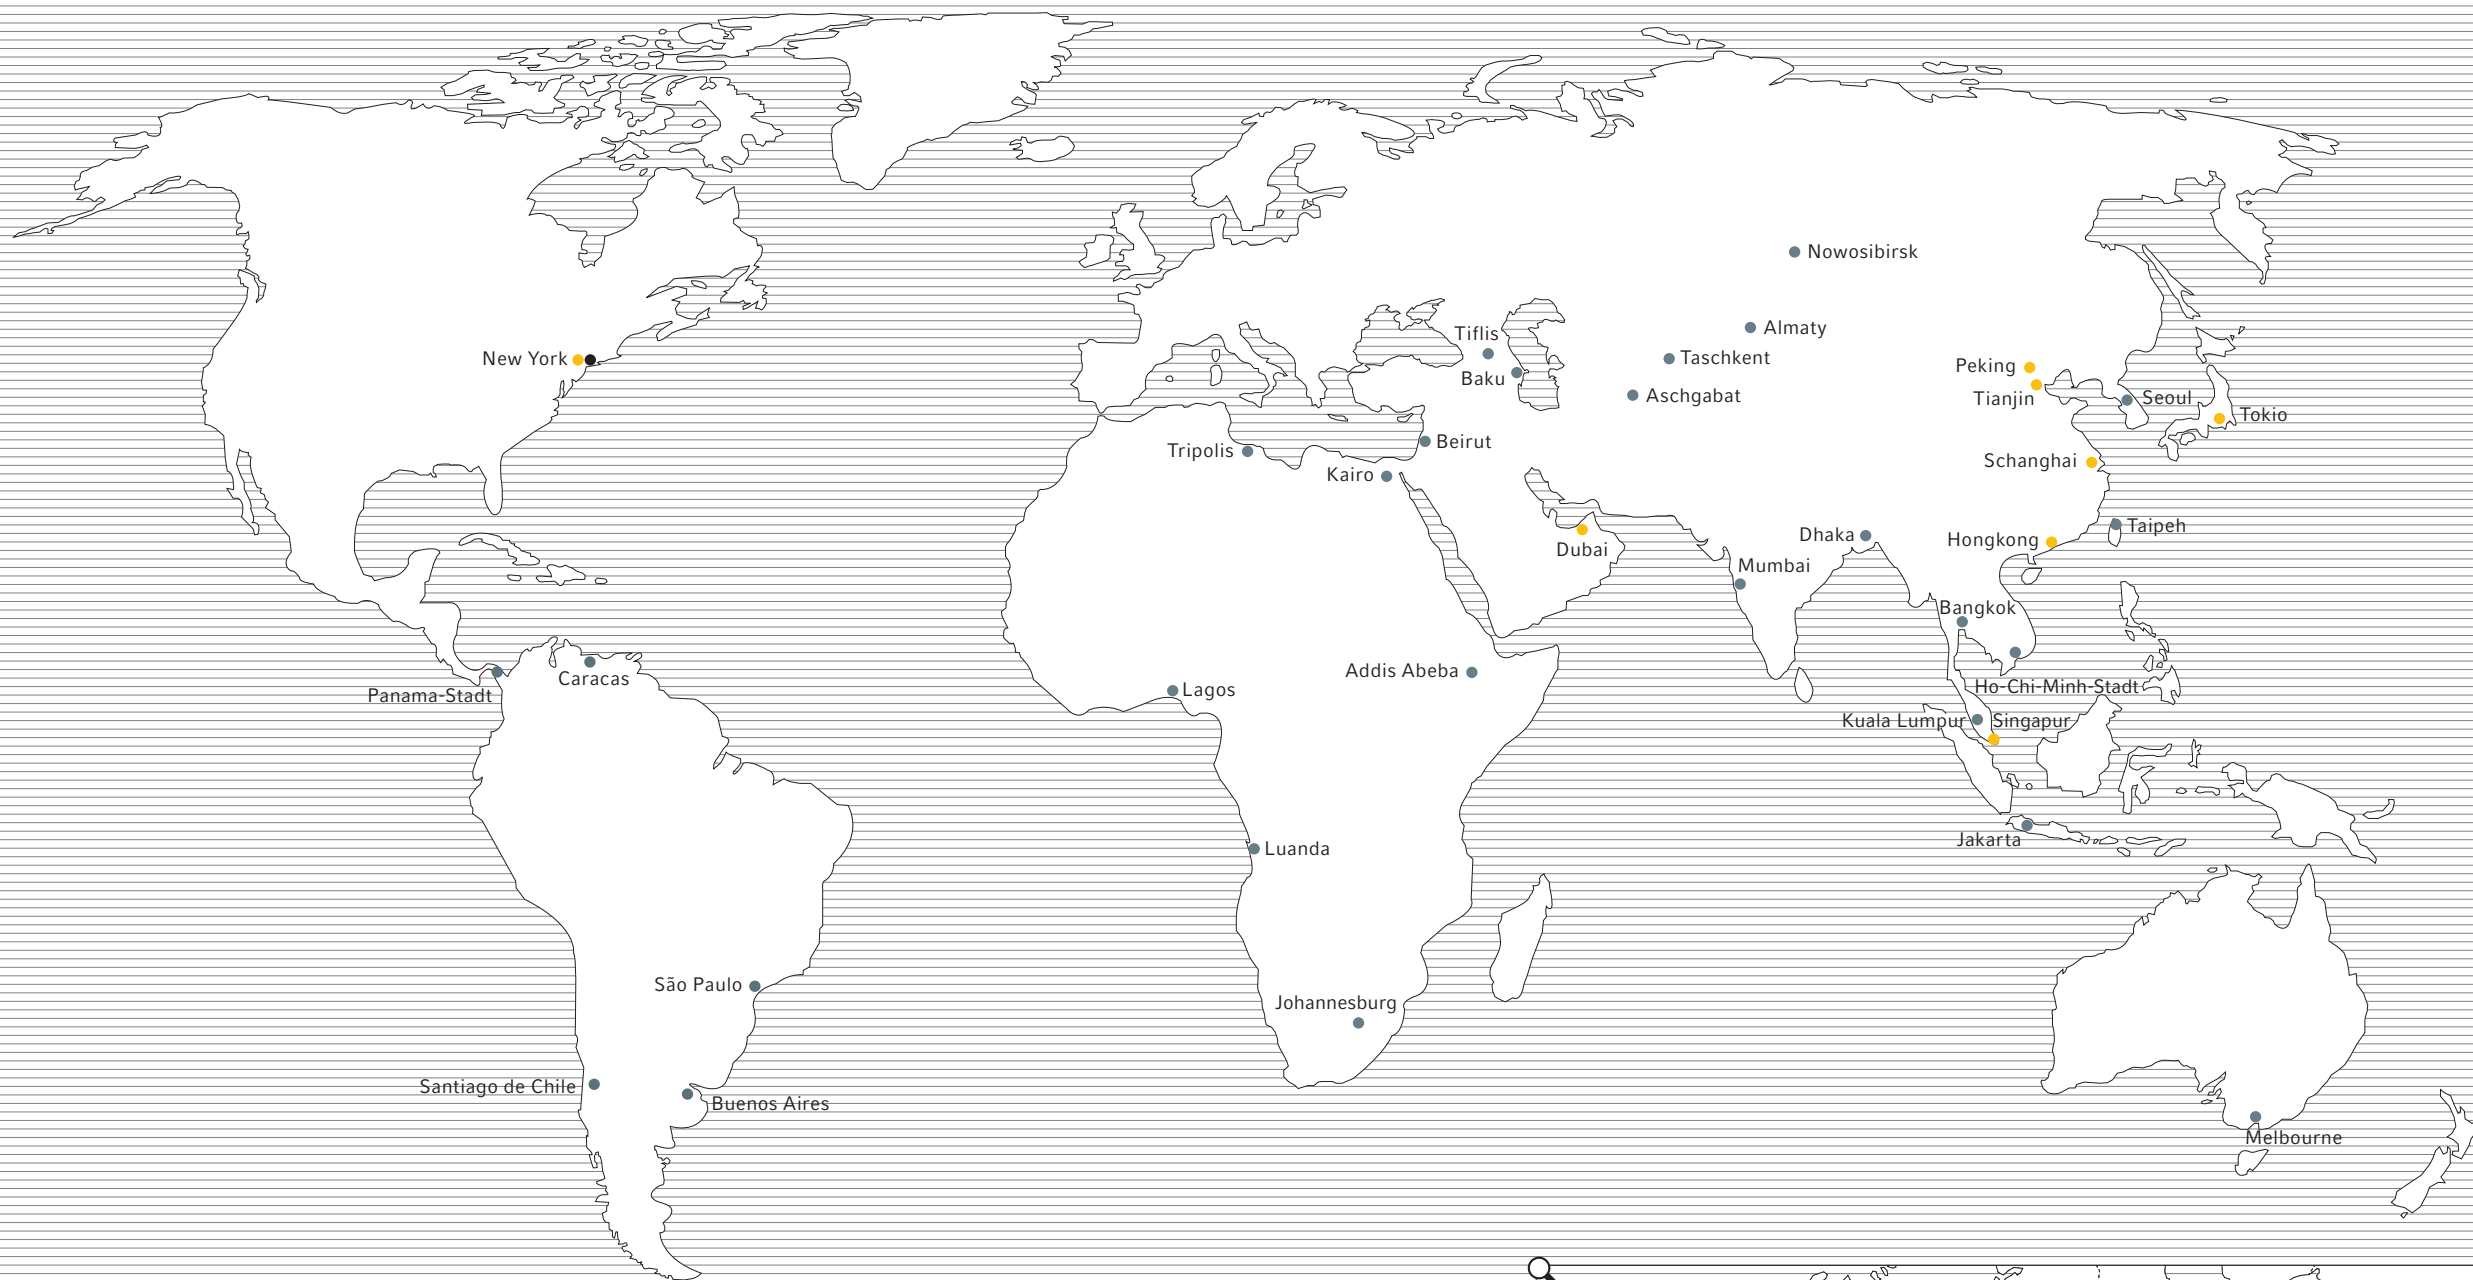 Nowosibirsk
Almaty
Tiflis
Taschkent
New York
Peking
Baku
Aschgabat
Tianjin
Seoul
Tokio
Beirut
Tripolis
Schanghai
Kairo
Taipeh
Dhaka
Hongkong
Dubai
Mumbai
Bangkok
Addis Abeba
Caracas
Ho-Chi-Minh-Stadt
Lagos
Panama-Stadt
Kuala Lumpur
Singapur
Jakarta
Luanda
São Paulo
Johannesburg
Santiago de Chile
Buenos Aires
Melbourne